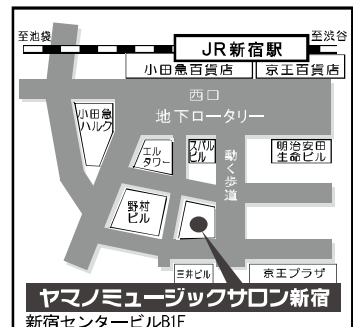 至池袋
至渋谷
JR新宿駅
小田急百貨店
京王百貨店
西口
地下ロータリー
小田急
ハルク
エル
タワー
スバル
ビル
動く歩道
明治安田
生命ビル
野村
ビル
三井ビル
京王プラザ
ヤマノミュージックサロン新宿
新宿センタービルB1F